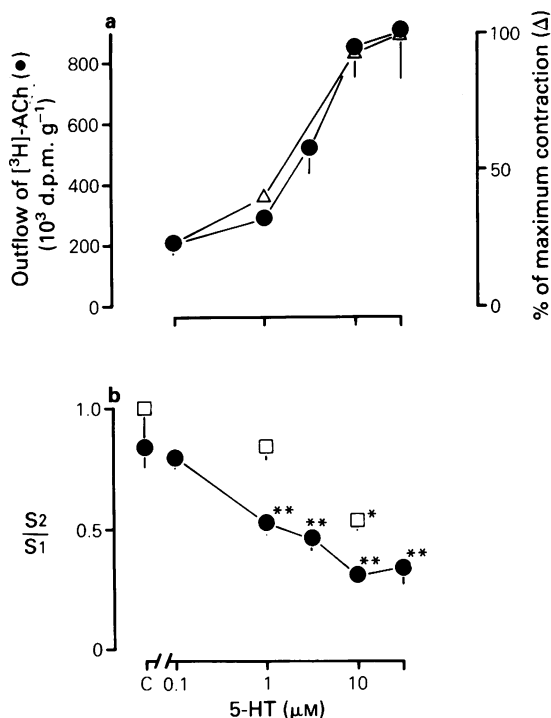 a
Outflow of [³H]-ACh (●)
(10³ d.p.m. g⁻¹)
800
600
400
200
0
100
50
0
% of maximum contraction (Δ)
b
S2
S1
1.0
0.5
0
**
**
*
**
**
C
0.1
1
10
5-HT (μM)